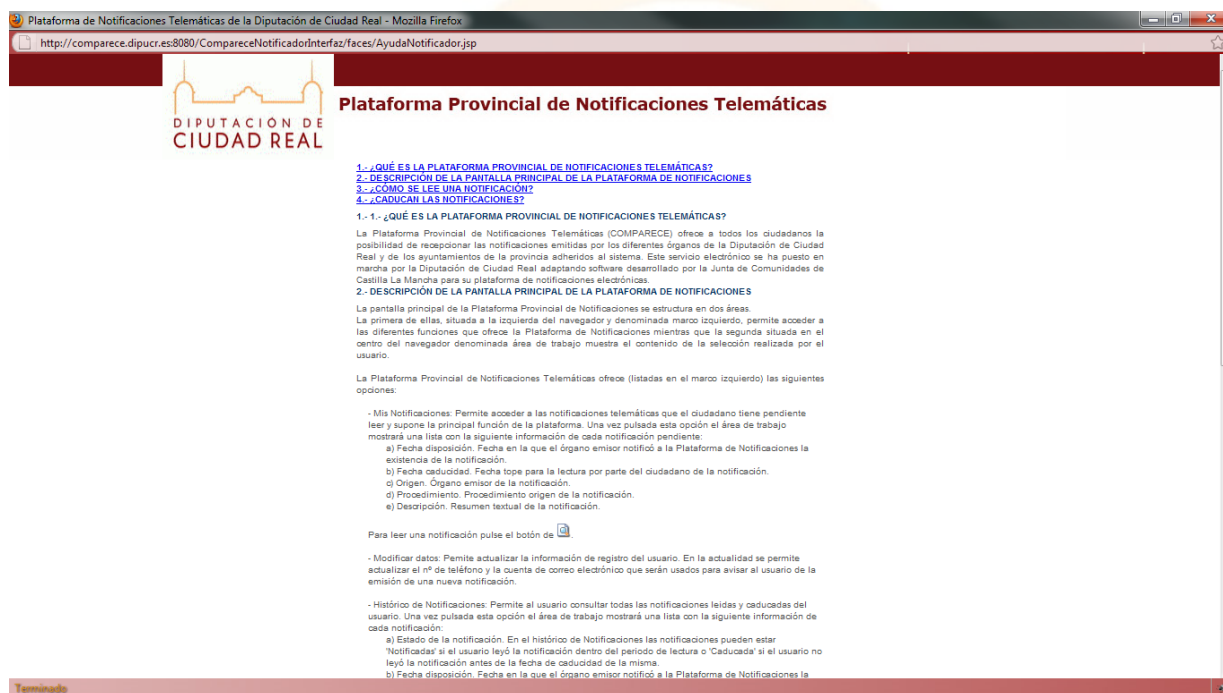 Plataforma de Notificaciones Telemáticas de la Diputación de Ciudad Real - Mozilla Firefox
http://comparece.dipucr.es:8080/CompareceNotificadorInterfaz/faces/AyudaNotificador.jsp
DIPUTACIÓN DE
CIUDAD REAL
Plataforma Provincial de Notificaciones Telemáticas
1.- ¿QUÉ ES LA PLATAFORMA PROVINCIAL DE NOTIFICACIONES TELEMÁTICAS?
2.- DESCRIPCIÓN DE LA PANTALLA PRINCIPAL DE LA PLATAFORMA DE NOTIFICACIONES
3.- ¿CÓMO SE LEE UNA NOTIFICACIÓN?
4.- ¿CADUCAN LAS NOTIFICACIONES?
1.- 1.- ¿QUÉ ES LA PLATAFORMA PROVINCIAL DE NOTIFICACIONES TELEMÁTICAS?
La Plataforma Provincial de Notificaciones Telemáticas (COMPARECE) ofrece a todos los ciudadanos la
posibilidad de recepcionar las notificaciones emitidas por los diferentes órganos de la Diputación de Ciudad
Real y de los ayuntamientos de la provincia adheridos al sistema. Este servicio electrónico se ha puesto en
marcha por la Diputación de Ciudad Real adaptando software desarrollado por la Junta de Comunidades de
Castilla La Mancha para su plataforma de notificaciones electrónicas.
2.- DESCRIPCIÓN DE LA PANTALLA PRINCIPAL DE LA PLATAFORMA DE NOTIFICACIONES
La pantalla principal de la Plataforma Provincial de Notificaciones se estructura en dos áreas.
La primera de ellas, situada a la izquierda del navegador y denominada marco izquierdo, permite acceder a
las diferentes funciones que ofrece la Plataforma de Notificaciones mientras que la segunda situada en el
centro del navegador denominada área de trabajo muestra el contenido de la selección realizada por el
usuario.
La Plataforma Provincial de Notificaciones Telemáticas ofrece (listadas en el marco izquierdo) las siguientes
opciones:
- Mis Notificaciones: Permite acceder a las notificaciones telemáticas que el ciudadano tiene pendiente
leer y supone la principal función de la plataforma. Una vez pulsada esta opción el área de trabajo
mostrará una lista con la siguiente información de cada notificación pendiente:
a) Fecha disposición. Fecha en la que el órgano emisor notificó a la Plataforma de Notificaciones la
existencia de la notificación.
b) Fecha caducidad. Fecha tope para la lectura por parte del ciudadano de la notificación.
c) Origen. Órgano emisor de la notificación.
d) Procedimiento. Procedimiento origen de la notificación.
e) Descripción. Resumen textual de la notificación.
Para leer una notificación pulse el botón de .
- Modificar datos: Pemite actualizar la información de registro del usuario. En la actualidad se permite
actualizar el nº de teléfono y la cuenta de correo electrónico que serán usados para avisar al usuario de la
emisión de una nueva notificación.
- Histórico de Notificaciones: Permite al usuario consultar todas las notificaciones leidas y caducadas del
usuario. Una vez pulsada esta opción el área de trabajo mostrará una lista con la siguiente información de
cada notificación:
a) Estado de la notificación. En el histórico de Notificaciones las notificaciones pueden estar
'Notificadas' si el usuario leyó la notificación dentro del periodo de lectura o 'Caducada' si el usuario no
leyó la notificación antes de la fecha de caducidad de la misma.
b) Fecha disposición. Fecha en la que el órgano emisor notificó a la Plataforma de Notificaciones la
Terminado